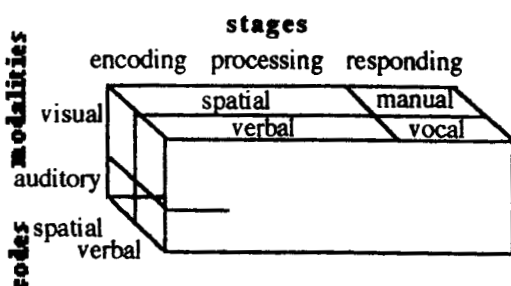 stages
encoding processing responding
modalities
visual
spatial
manual
verbal
vocal
auditory
codes
spatial
verbal